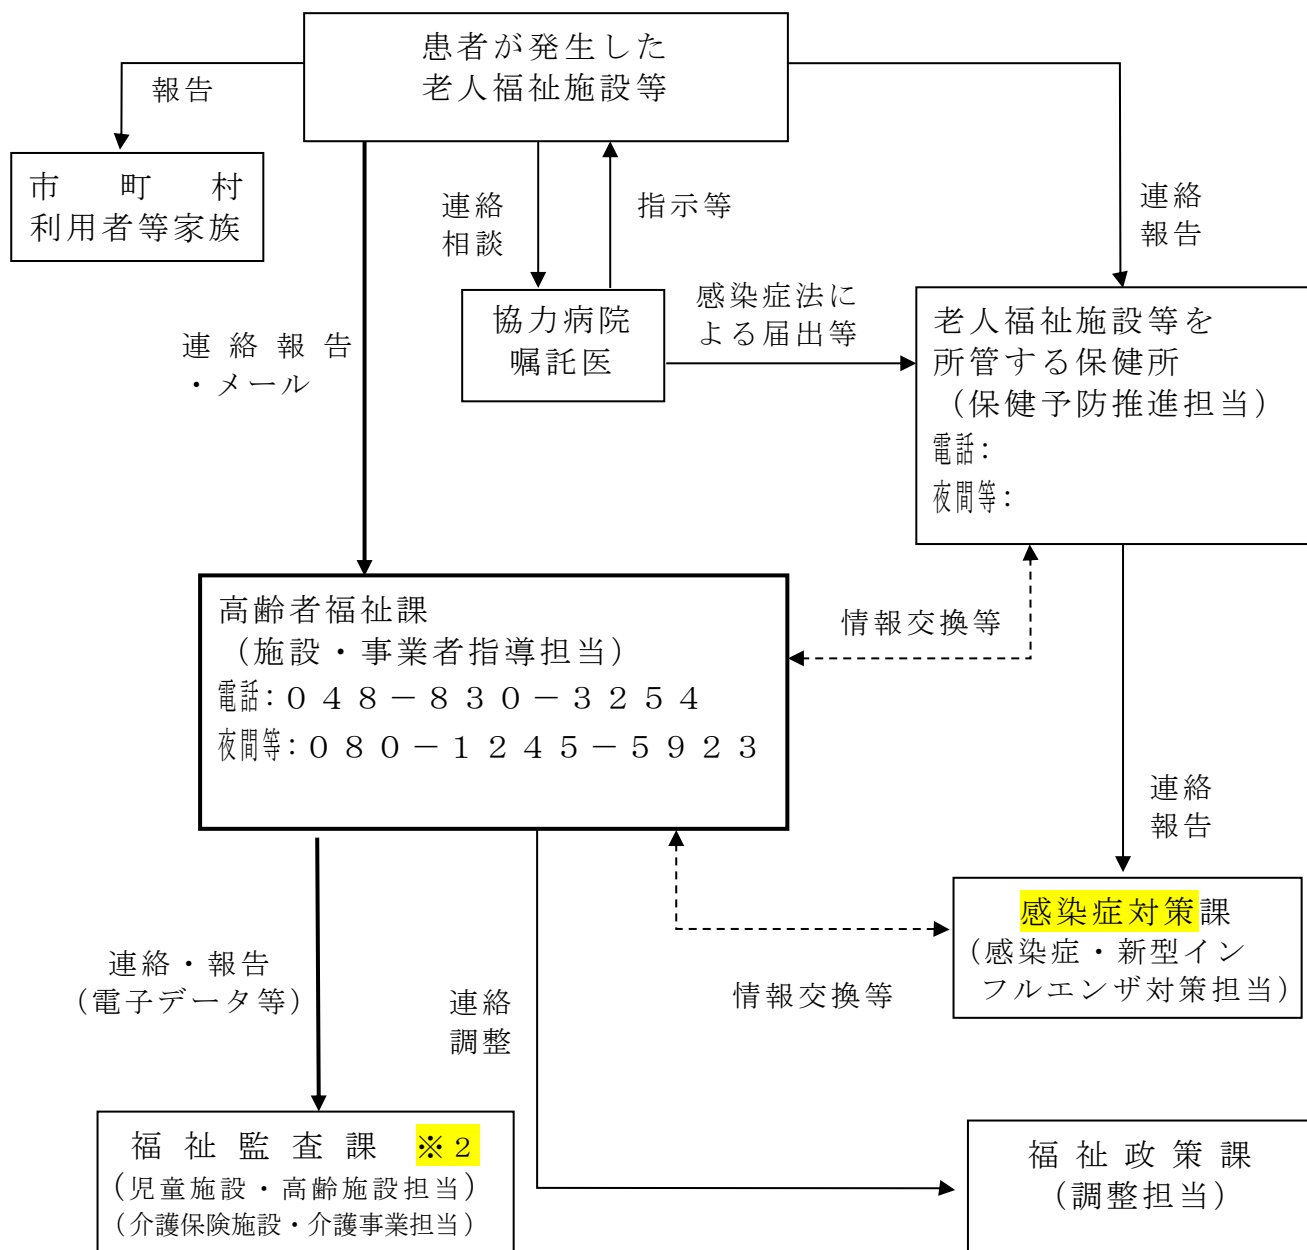 患者が発生した
老人福祉施設等
報告
市　町　村
利用者等家族
連絡
相談
指示等
連絡
報告
協力病院
嘱託医
感染症法に
よる届出等
老人福祉施設等を
所管する保健所
（保健予防推進担当）
電話：
夜間等：
連絡報告
・メール
高齢者福祉課
（施設・事業者指導担当）
電話：０４８－８３０－３２５４
夜間等：０８０－１２４５－５９２３
情報交換等
連絡
報告
感染症対策課
（感染症・新型イン
フルエンザ対策担当）
情報交換等
連絡・報告
（電子データ等）
連絡
調整
福祉監査課　※２
（児童施設・高齢施設担当）
（介護保険施設・介護事業担当）
福祉政策課
（調整担当）